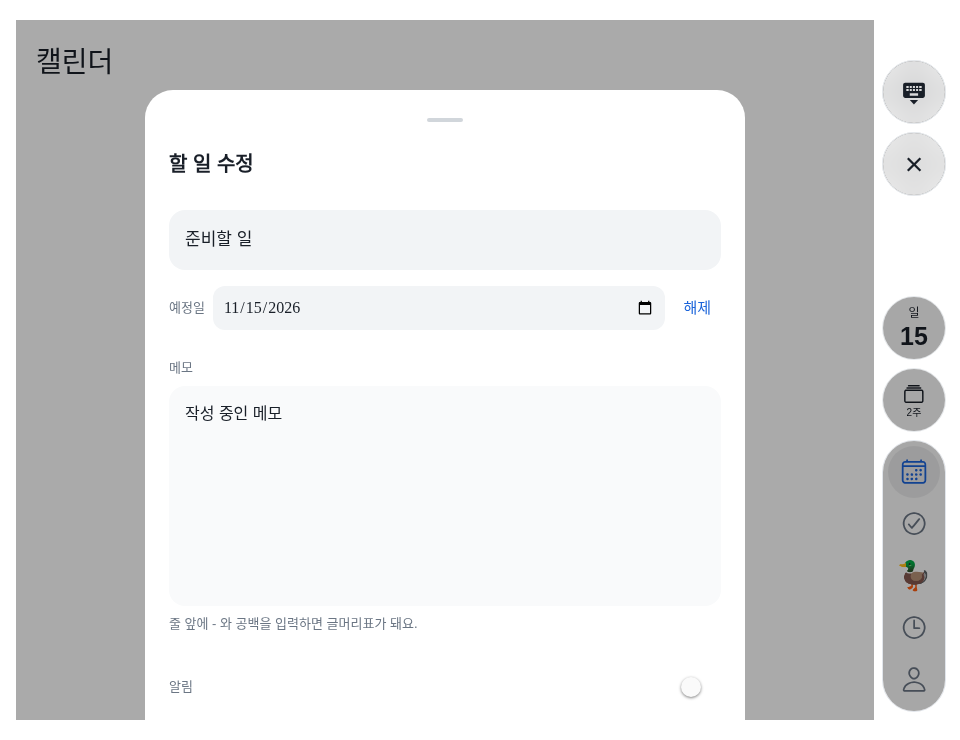 캘린더
할 일 수정
준비할 일
예정일 11/15/2026 해제
메모
작성 중인 메모
줄 앞에 - 와 공백을 입력하면 글머리표가 돼요.
알림
일
15
2주